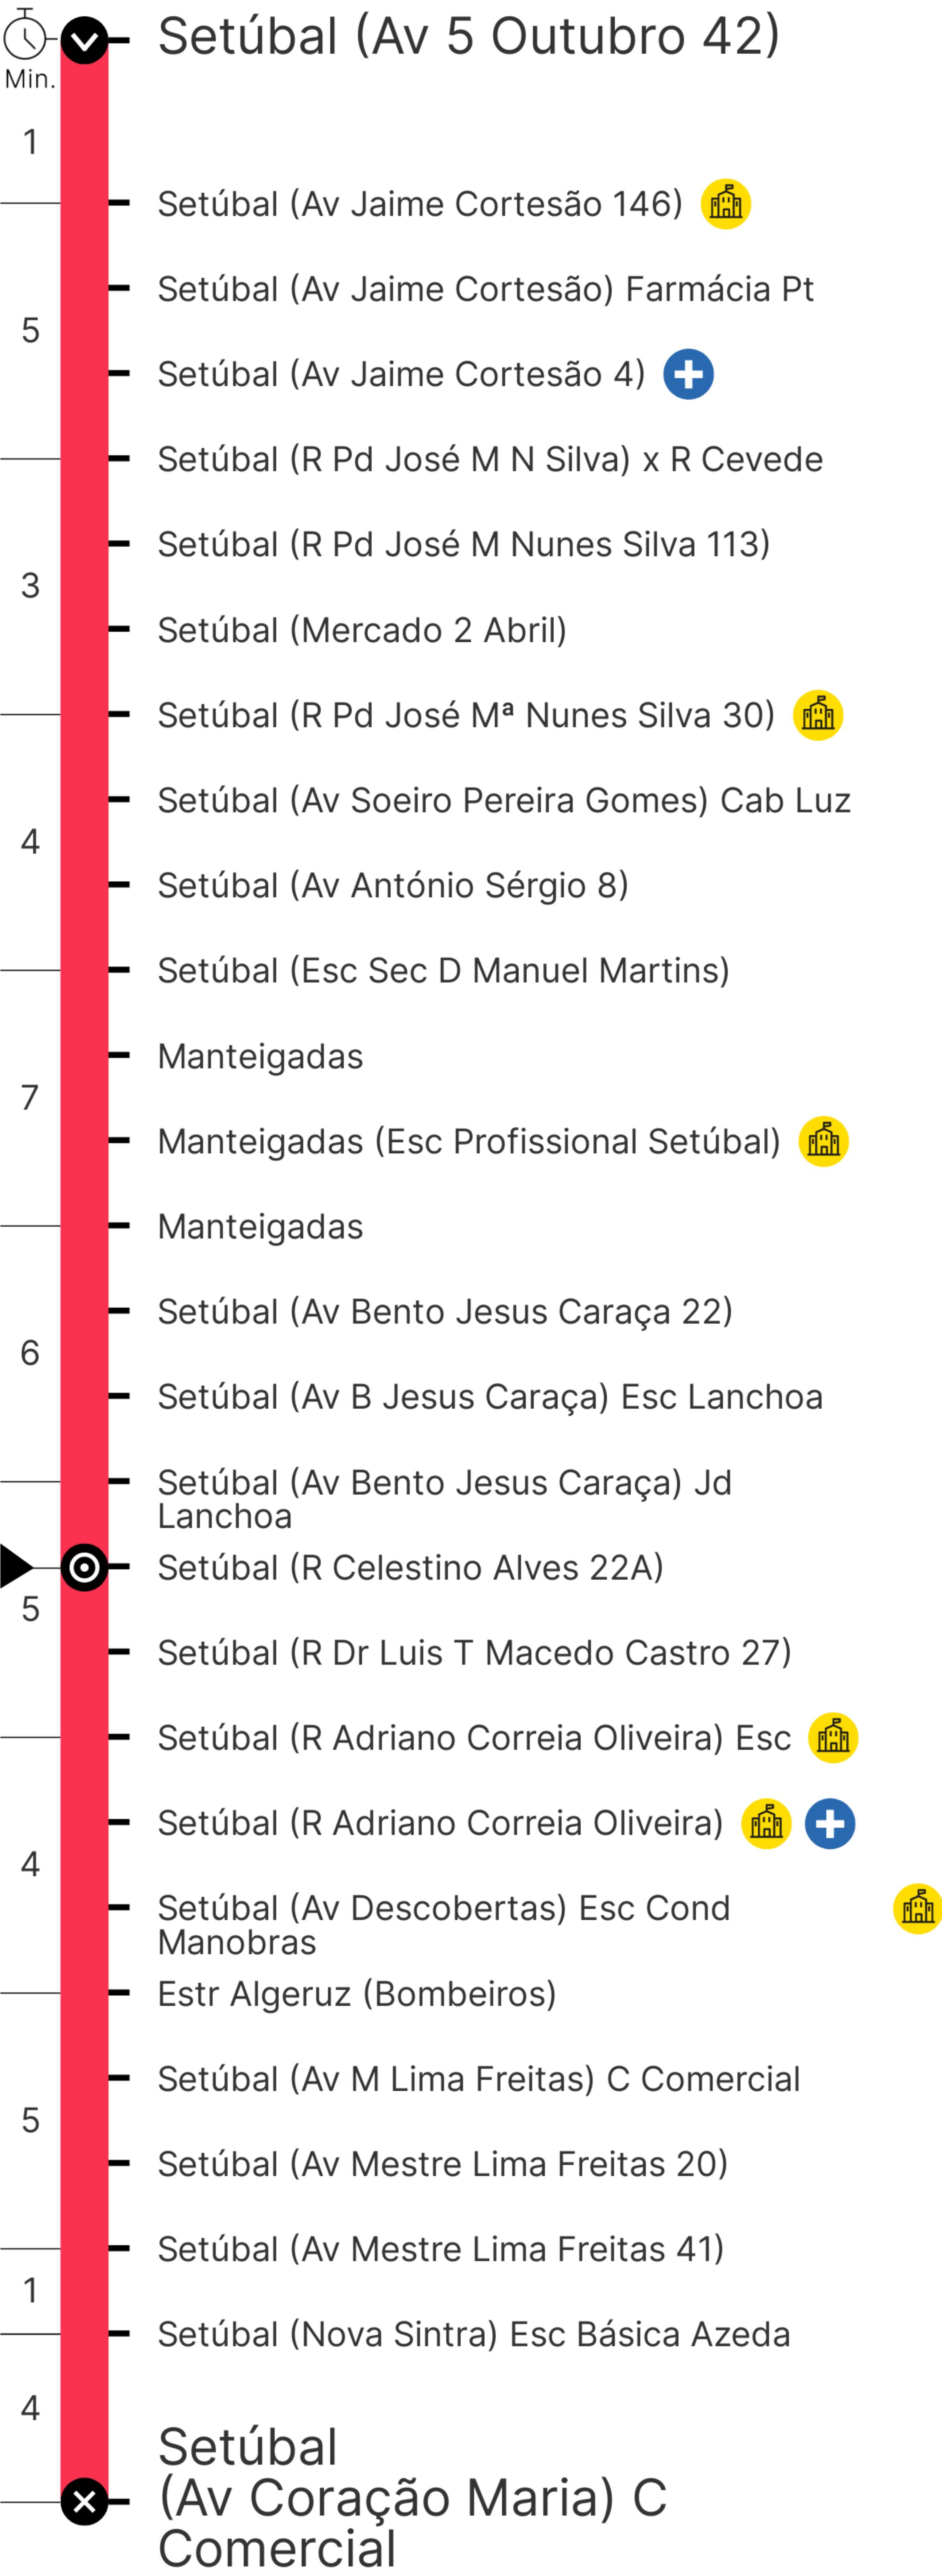 Setúbal (Av 5 Outubro 42)
Min.
1
Setúbal (Av Jaime Cortesão 146)
Setúbal (Av Jaime Cortesão) Farmácia Pt
5
Setúbal (Av Jaime Cortesão 4)
Setúbal (R Pd José M N Silva) x R Cevede
Setúbal (R Pd José M Nunes Silva 113)
3
Setúbal (Mercado 2 Abril)
Setúbal (R Pd José Mª Nunes Silva 30)
Setúbal (Av Soeiro Pereira Gomes) Cab Luz
4
Setúbal (Av António Sérgio 8)
Setúbal (Esc Sec D Manuel Martins)
Manteigadas
7
Manteigadas (Esc Profissional Setúbal)
Manteigadas
Setúbal (Av Bento Jesus Caraça 22)
6
Setúbal (Av B Jesus Caraça) Esc Lanchoa
Setúbal (Av Bento Jesus Caraça) Jd
Lanchoa
Setúbal (R Celestino Alves 22A)
5
Setúbal (R Dr Luis T Macedo Castro 27)
Setúbal (R Adriano Correia Oliveira) Esc
Setúbal (R Adriano Correia Oliveira)
4
Setúbal (Av Descobertas) Esc Cond
Manobras
Estr Algeruz (Bombeiros)
Setúbal (Av M Lima Freitas) C Comercial
5
Setúbal (Av Mestre Lima Freitas 20)
Setúbal (Av Mestre Lima Freitas 41)
1
Setúbal (Nova Sintra) Esc Básica Azeda
4
Setúbal
(Av Coração Maria) C
Comercial